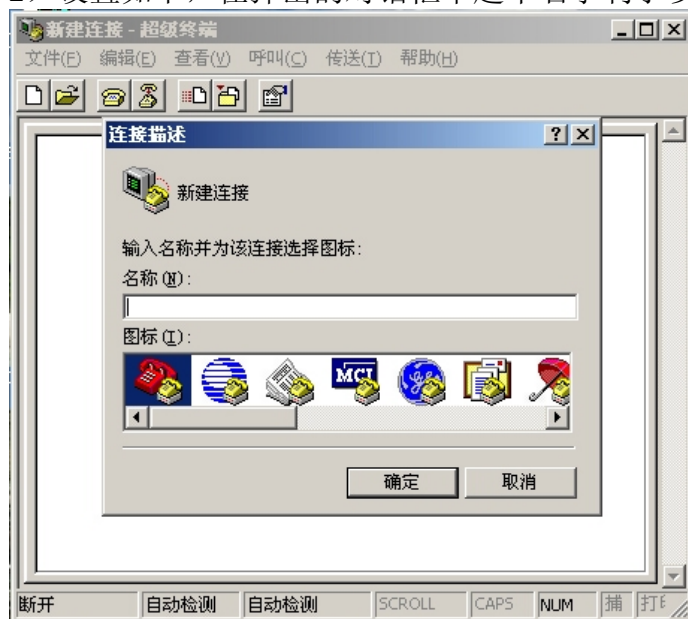 新建连接 - 超级终端
文件(F) 编辑(E) 查看(V) 呼叫(C) 传送(T) 帮助(H)
连接描述
新建连接
输入名称并为该连接选择图标:
名称(N):
图标(I):
MCI
确定 取消
断开 自动检测 自动检测 SCROLL CAPS NUM 捕